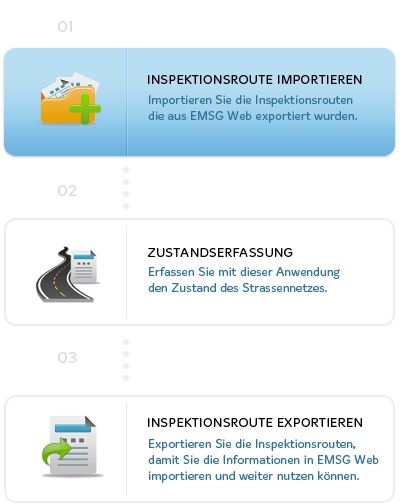 01
INSPEKTIONSROUTE IMPORTIEREN
Importieren Sie die Inspektionsrouten
die aus EMSG Web exportiert wurden.
02
ZUSTANDSERFASSUNG
Erfassen Sie mit dieser Anwendung
den Zustand des Strassennetzes.
03
INSPEKTIONSROUTE EXPORTIEREN
Exportieren Sie die Inspektionsrouten,
damit Sie die Informationen in EMSG Web
importieren und weiter nutzen können.